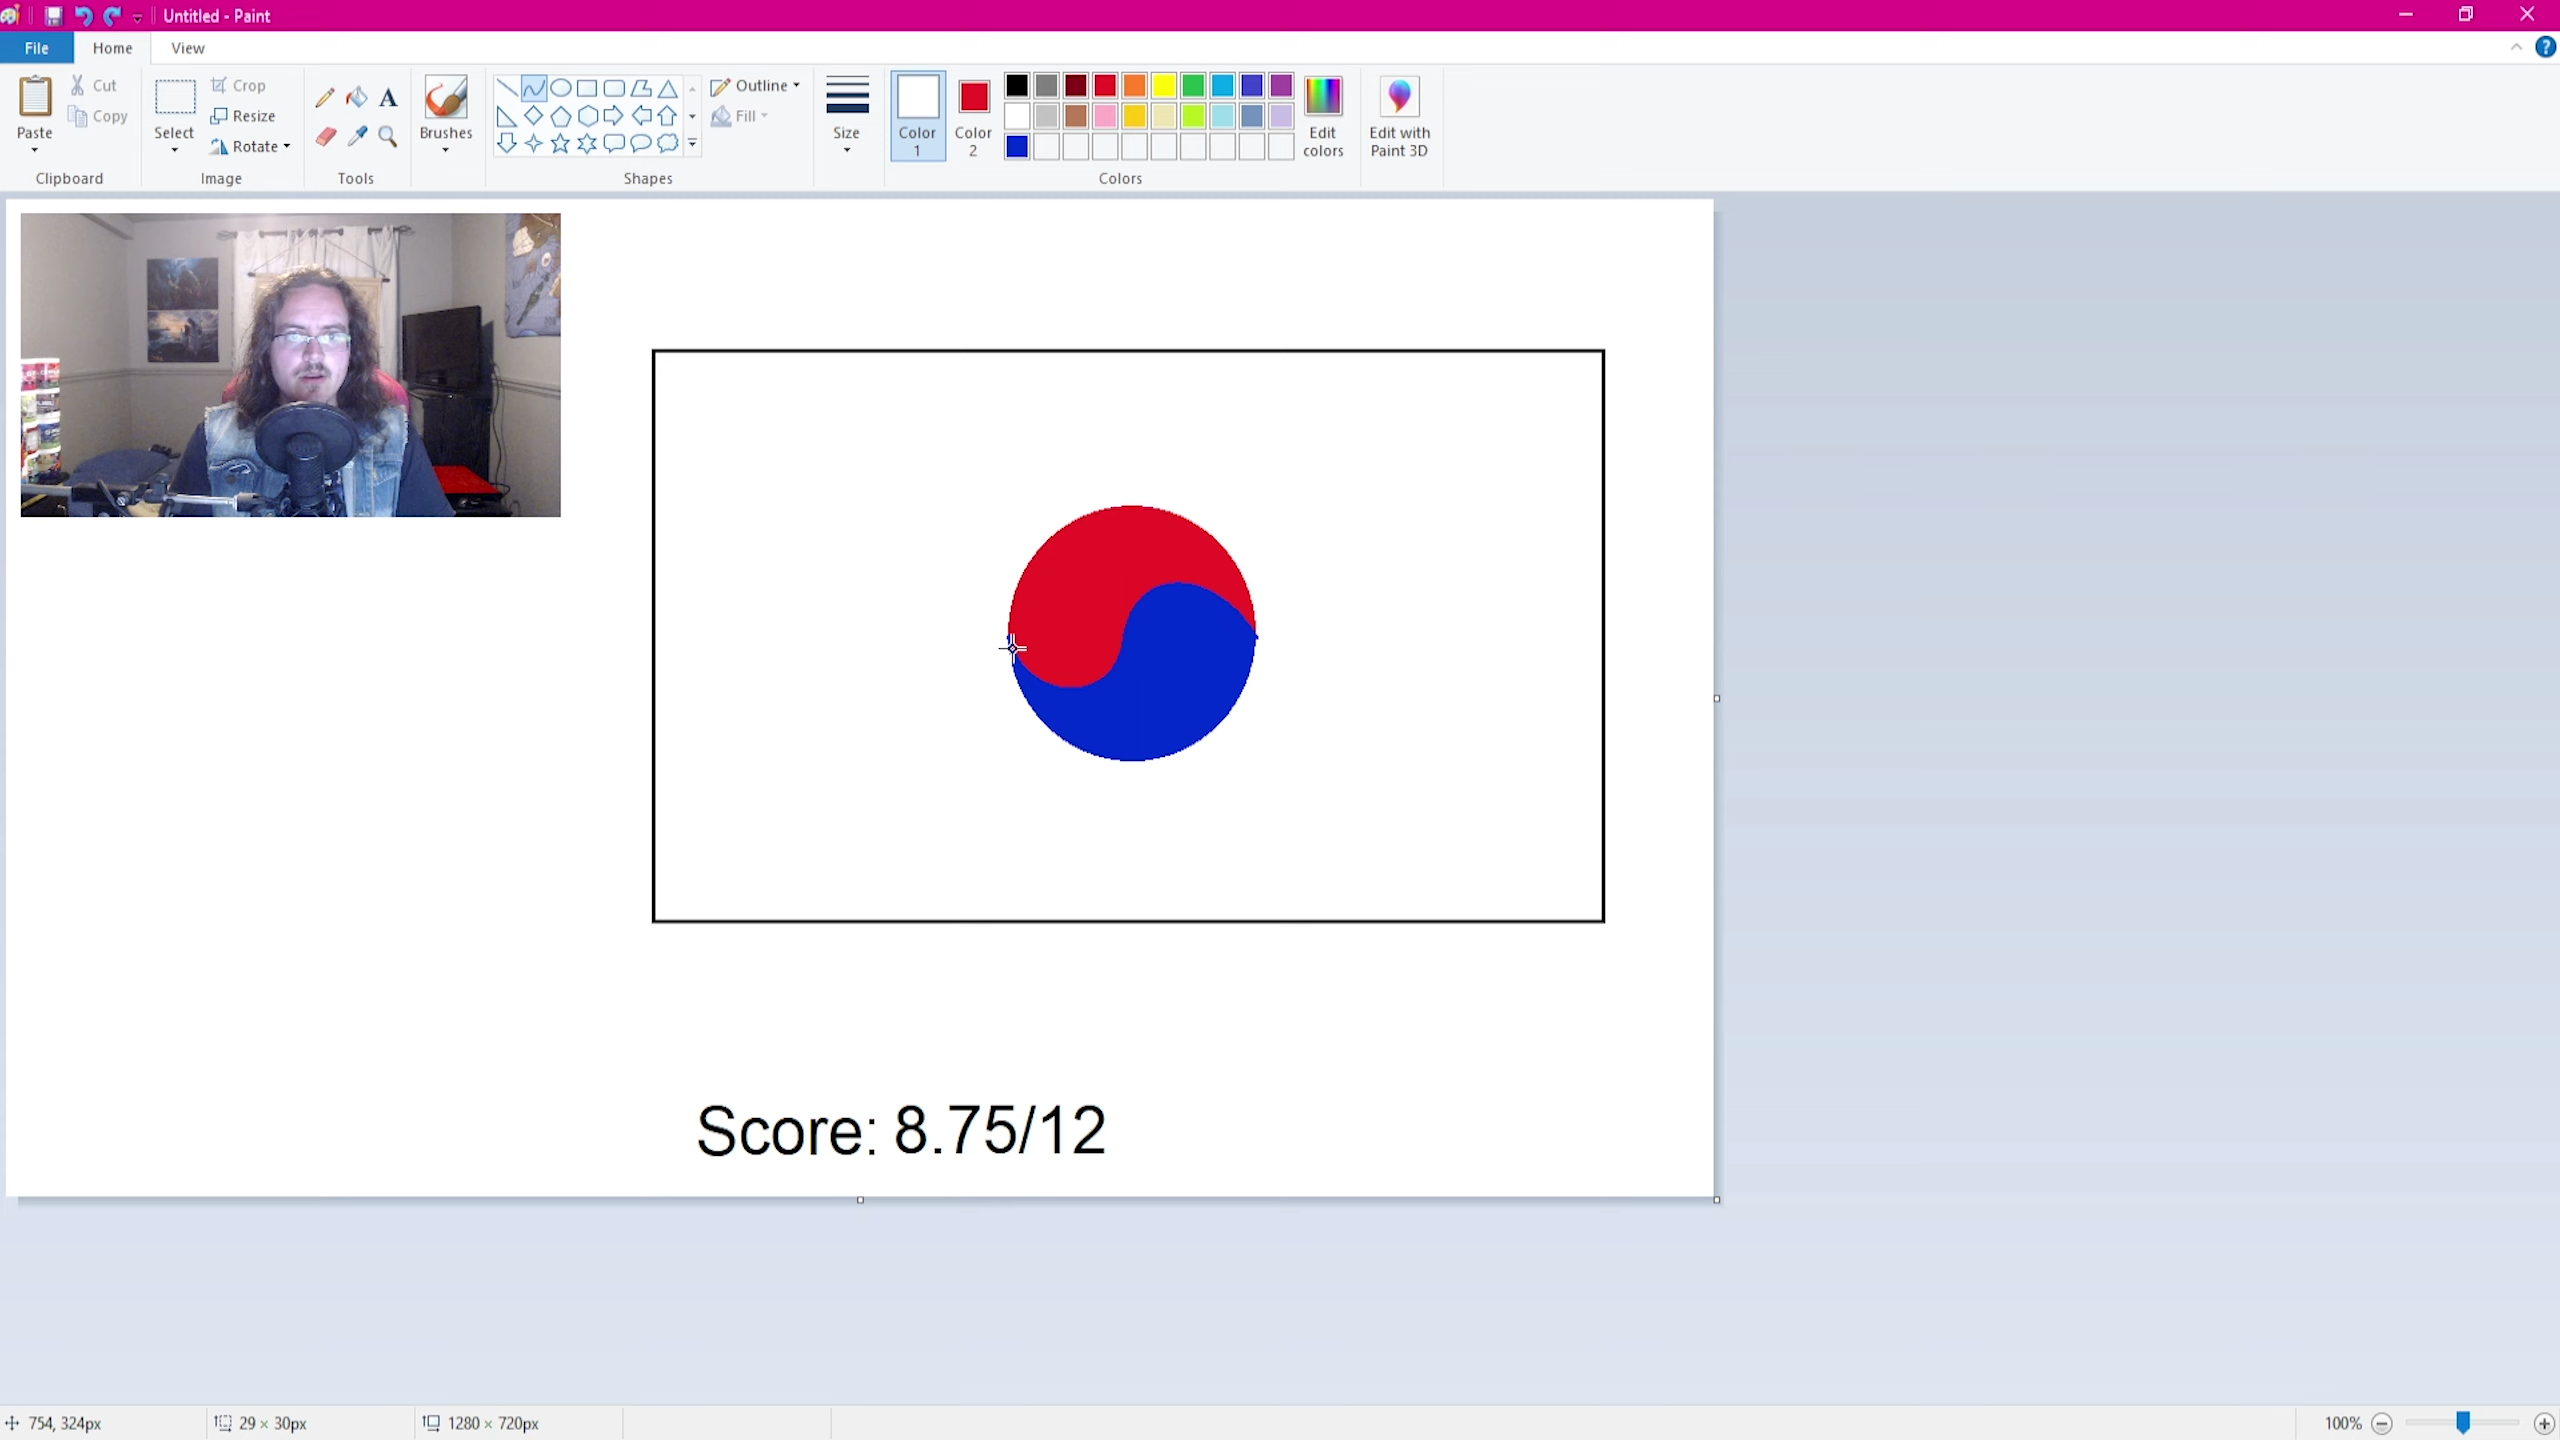 Untitled - Paint
File Home View
Paste
Cut
Copy
Clipboard
Select
Crop
Resize
Rotate
Image
A
Tools
Brushes
Outline
Fill
Shapes
Size
Color 1
Color 2
Edit colors
Colors
Edit with Paint 3D
?
Score: 8.75/12
754, 324px
29 × 30px
1280 × 720px
100%